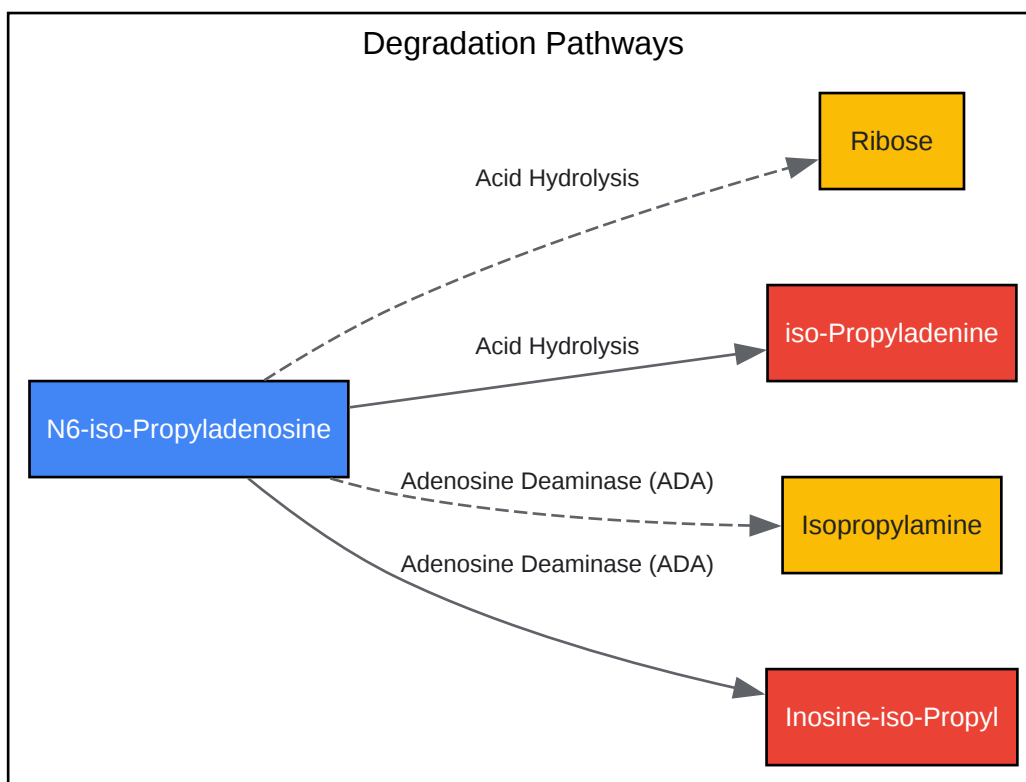 Degradation Pathways
Ribose
Acid Hydrolysis
iso-Propyladenine
Acid Hydrolysis
N6-iso-Propyladenosine
Adenosine Deaminase (ADA)
Isopropylamine
Adenosine Deaminase (ADA)
Inosine-iso-Propyl